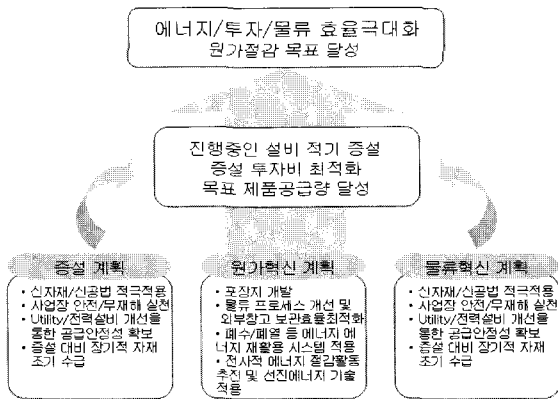 에너지/투자/물류 효율극대화
원가절감 목표 달성
진행중인 설비 적기 증설
증설 투자비 최적화
목표 제품공급량 달성
증설 계획
• 신자재/신공법 적극적용
• 사업장 안전/무재해 실천
• Utility/전력설비 개선을
통한 공급안정성 확보
• 증설 대비 장기적 자재
조기 수급
원가혁신 계획
• 포장지 개발
• 물류 프로세스 개선 및
외부창고 보관효율최적화
• 폐수/폐열 등 에너지 에
너지 재활용 시스템 적용
• 전사적 에너지 절감활동
추진 및 선진에너지 기술
적용
물류혁신 계획
• 신자재/신공법 적극적용
• 사업장 안전/무재해 실천
• Utility/전력설비 개선을
통한 공급안정성 확보
• 증설 대비 장기적 자재
조기 수급